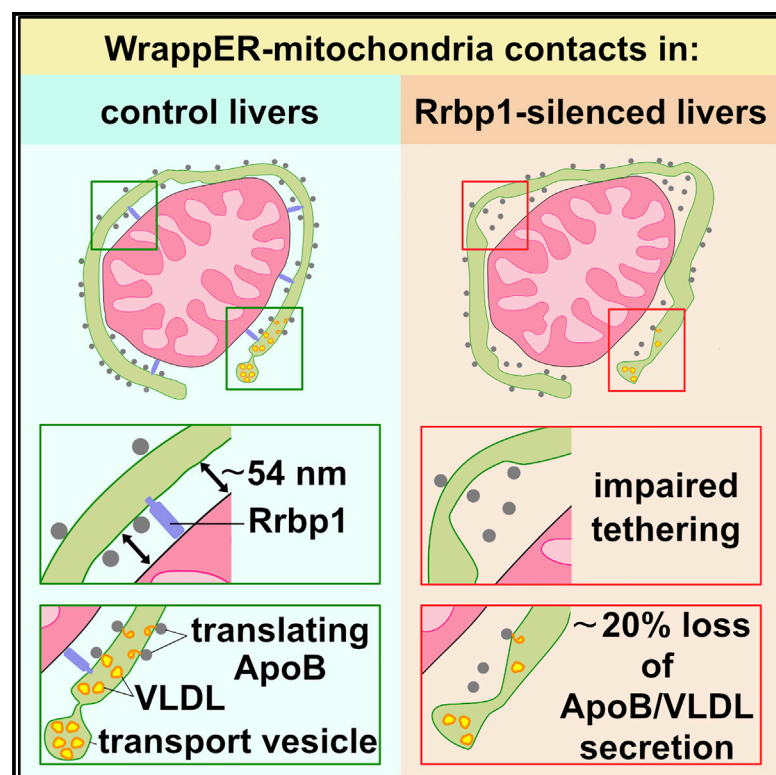 WrappER-mitochondria contacts in:
control livers
Rrbp1-silenced livers
~54 nm
Rrbp1
impaired
tethering
translating
ApoB
VLDL
transport vesicle
~20% loss
of
ApoB/VLDL
secretion